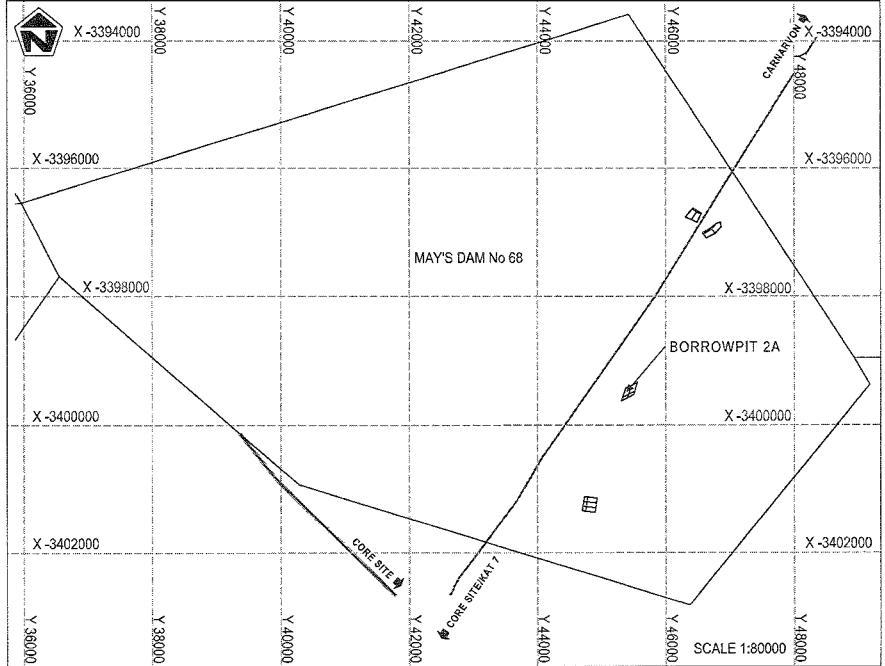 N
X -3394000
Y 38000
Y 40000
Y 42000
Y 44000
Y 46000
CARNARVON
X -3394000
Y 36000
Y 48000
X -3396000
X -3396000
MAY'S DAM No 68
X -3398000
X -3398000
BORROWPIT 2A
X -3400000
X -3400000
X -3402000
CORE SITE
CORE SITE/KAT 7
X -3402000
Y 36000
Y 38000
Y 40000
Y 42000
Y 44000
Y 46000
Y 48000
SCALE 1:80000